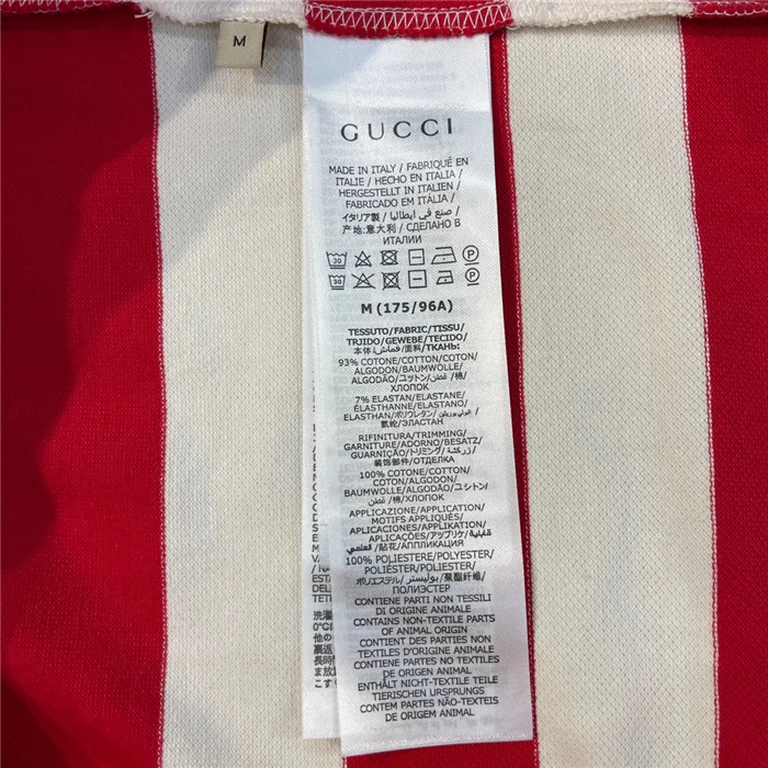 M
GUCCI
MADE IN ITALY / FABRIQUÉ EN
ITALIE / HECHO EN ITALIA /
HERGESTELLT IN ITALIEN /
FABRICADO EM ITÁLIA /
イタリア製 / صنع في ايطاليا /
产地:意大利 / СДЕЛАНО В
ИТАЛИИ
30 P
30 P
M (175/96A)
TESSUTO/FABRIC/TISSU/
TRJIDO/GEWEBE/TECIDO/
本体/قماش/面料/ТКАНЬ:
93% COTONE/COTTON/COTON/
ALGODON/BAUMWOLLE/
ALGODÃO/コットン/قطن/棉/
ХЛОПОК
7% ELASTAN/ELASTANE/
ELASTHANNE/ELASTANO/
ELASTHAN/ポリウレタン/
氨纶/ЭЛАСТАН
RIFINITURA/TRIMMING/
GARNITURE/ADORNO/BESATZ/
GUARNIÇÃO/トリミング/زركشة/
装饰部件/ОТДЕЛКА
100% COTONE/COTTON/
COTON/ALGODON/
BAUMWOLLE/ALGODÃO/コットン/
قطن/棉/ХЛОПОК
APPLICAZIONE/APPLICATION/
MOTIFS APPLIQUÉS/
APLICACIONES/APPLIKATION/
APLICAÇÕES/アップリケ/
/贴花/АППЛИКАЦИЯ
100% POLIESTERE/POLYESTER/
POLIÉSTER/POLIESTER/
ポリエステル/بوليستر/聚酯纤维/
ПОЛИЭСТЕР
CONTIENE PARTI NON TESSILI
DI ORIGINE ANIMALE
CONTAINS NON-TEXTILE PARTS
OF ANIMAL ORIGIN
CONTIENT DES PARTIES NON
TEXTILES D'ORIGINE ANIMALE
CONTIENE PARTES NO TEXTILES
DE ORIGEN ANIMAL
ENTHÄLT NICHT-TEXTILE TEILE
TIERISCHEN URSPRUNGS
CONTEM PARTES NÃO-TEXTEIS
DE ORIGEM ANIMAL